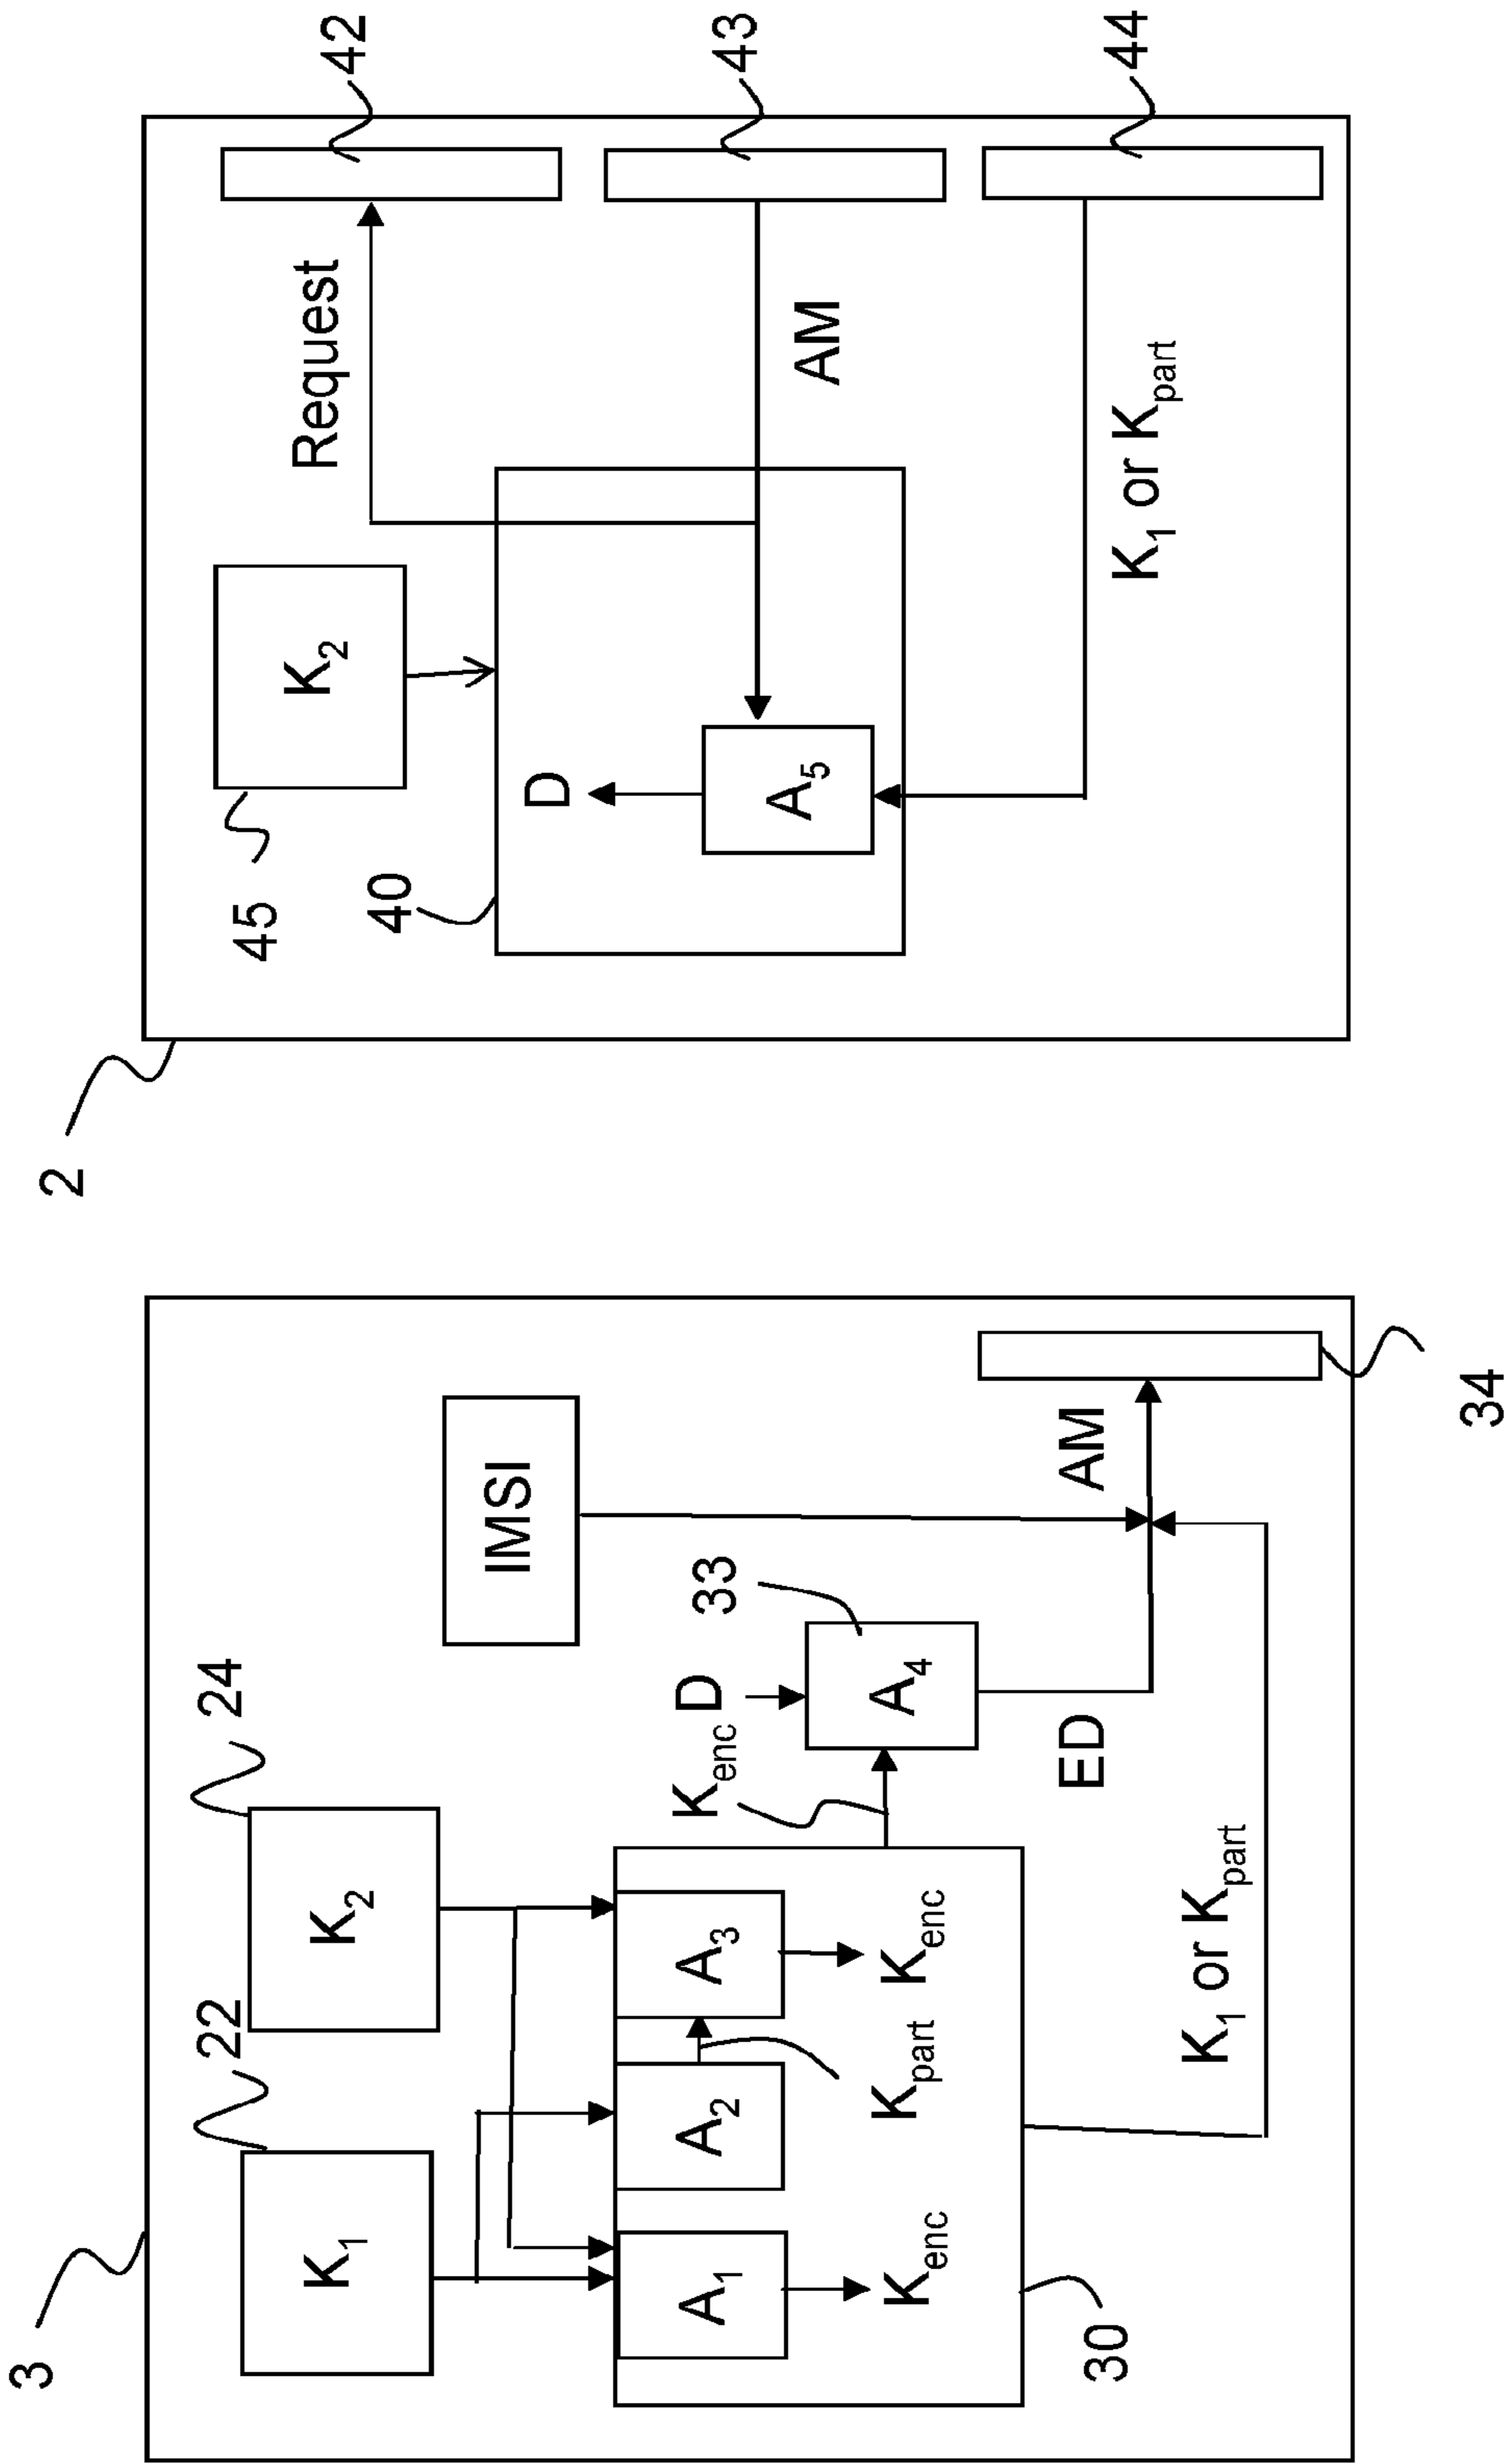 3
22
24
K1
K2
IMSI
A1
A2
A3
Kenc
Kpart
Kenc
30
Kenc
D
33
A4
ED
AM
K1 or Kpart
34
2
45
K2
Request
42
40
D
A5
AM
43
K1 or Kpart
44